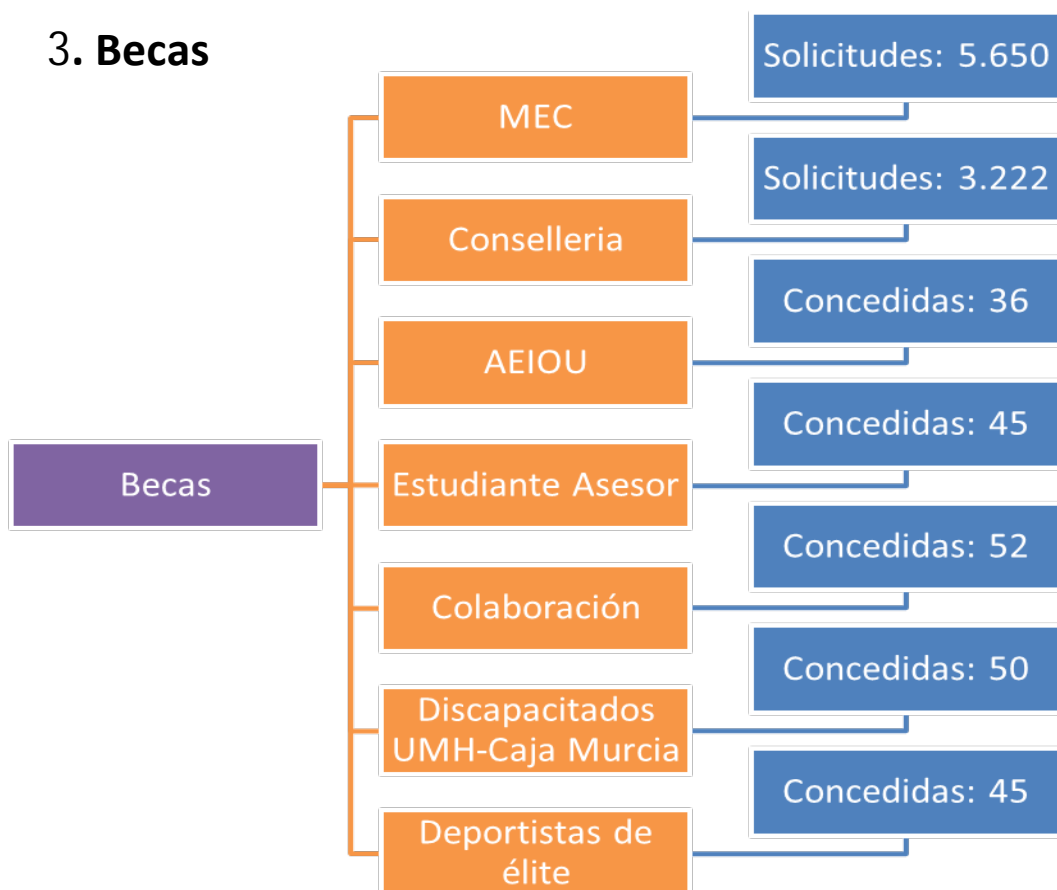 3. Becas
Becas
MEC
Solicitudes: 5.650
Conselleria
Solicitudes: 3.222
AEIOU
Concedidas: 36
Estudiante Asesor
Concedidas: 45
Colaboración
Concedidas: 52
Discapacitados
UMH-Caja Murcia
Concedidas: 50
Deportistas de
élite
Concedidas: 45